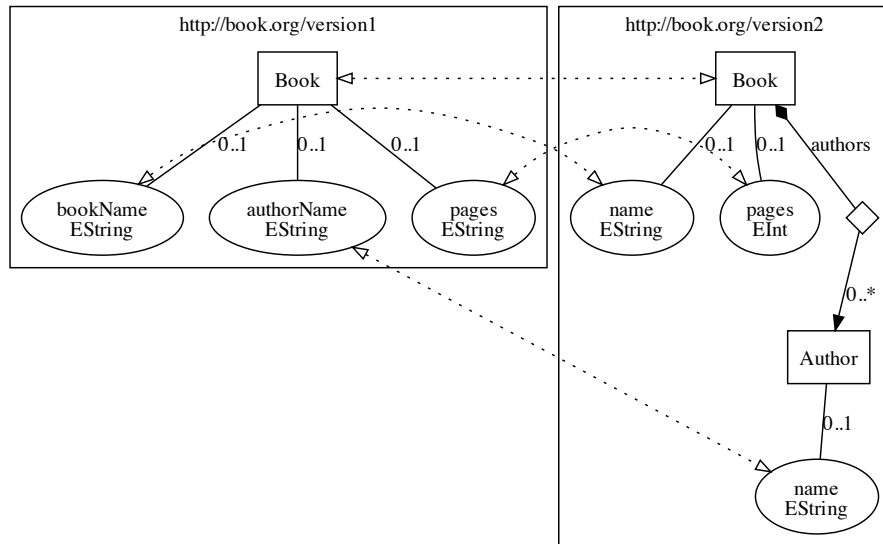 http://book.org/version1
Book
0..1
0..1
0..1
bookName
EString
authorName
EString
pages
EString
http://book.org/version2
Book
0..1
0..1
authors
name
EString
pages
EInt
0..*
Author
0..1
name
EString